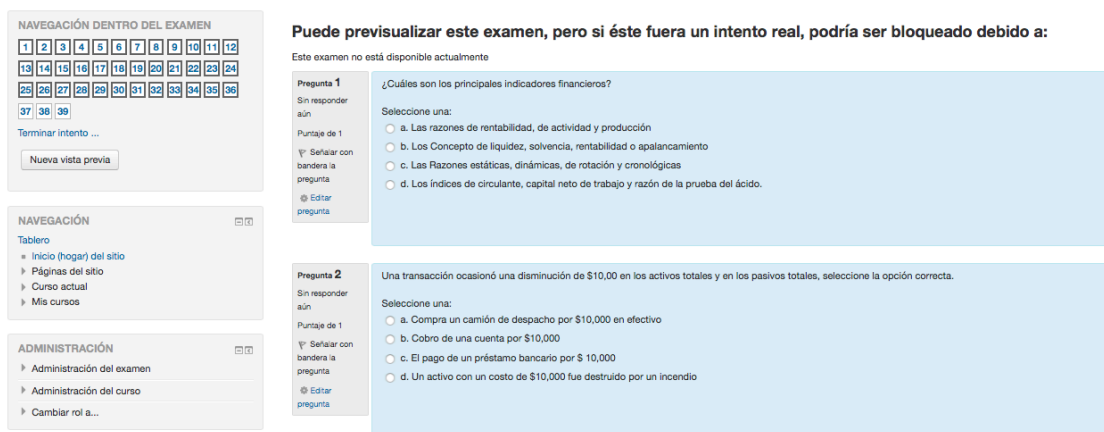 NAVEGACIÓN DENTRO DEL EXAMEN
1 2 3 4 5 6 7 8 9 10 11 12
13 14 15 16 17 18 19 20 21 22 23 24
25 26 27 28 29 30 31 32 33 34 35 36
37 38 39
Terminar intento ...
Nueva vista previa
NAVEGACIÓN
Tablero
Inicio (hogar) del sitio
Páginas del sitio
Curso actual
Mis cursos
ADMINISTRACIÓN
Administración del examen
Administración del curso
Cambiar rol a...
Puede previsualizar este examen, pero si éste fuera un intento real, podría ser bloqueado debido a:
Este examen no está disponible actualmente
Pregunta 1
Sin responder
aún
Puntaje de 1
Señalar con
bandera la
pregunta
Editar
pregunta
¿Cuáles son los principales indicadores financieros?
Seleccione una:
a. Las razones de rentabilidad, de actividad y producción
b. Los Concepto de liquidez, solvencia, rentabilidad o apalancamiento
c. Las Razones estáticas, dinámicas, de rotación y cronológicas
d. Los índices de circulante, capital neto de trabajo y razón de la prueba del ácido.
Pregunta 2
Sin responder
aún
Puntaje de 1
Señalar con
bandera la
pregunta
Editar
pregunta
Una transacción ocasionó una disminución de $10,00 en los activos totales y en los pasivos totales, seleccione la opción correcta.
Seleccione una:
a. Compra un camión de despacho por $10,000 en efectivo
b. Cobro de una cuenta por $10,000
c. El pago de un préstamo bancario por $ 10,000
d. Un activo con un costo de $10,000 fue destruido por un incendio